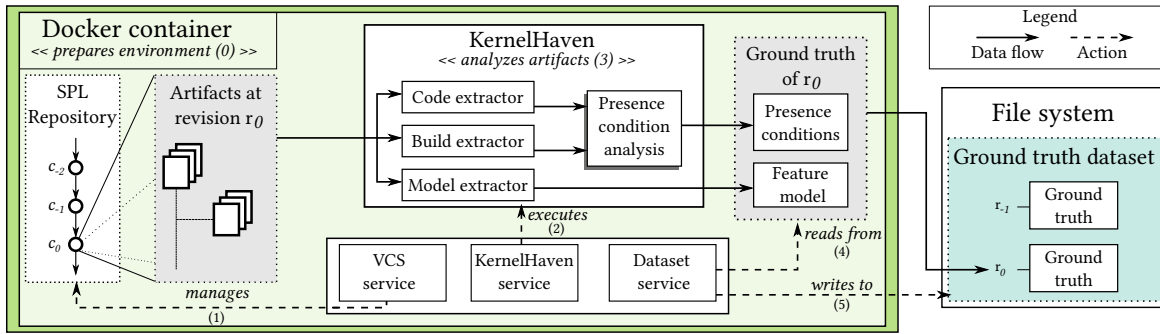 Docker container
<< prepares environment (0) >>
SPL
Repository
c-2
c-1
c0
Artifacts at
revision r0
manages
(1)
KernelHaven
<< analyzes artifacts (3) >>
Code extractor
Build extractor
Model extractor
Presence
condition
analysis
executes
(2)
VCS
service
KernelHaven
service
Dataset
service
Ground truth
of r0
Presence
conditions
Feature
model
reads from
(4)
writes to
(5)
Legend
Data flow
Action
File system
Ground truth dataset
r-1
Ground
truth
r0
Ground
truth